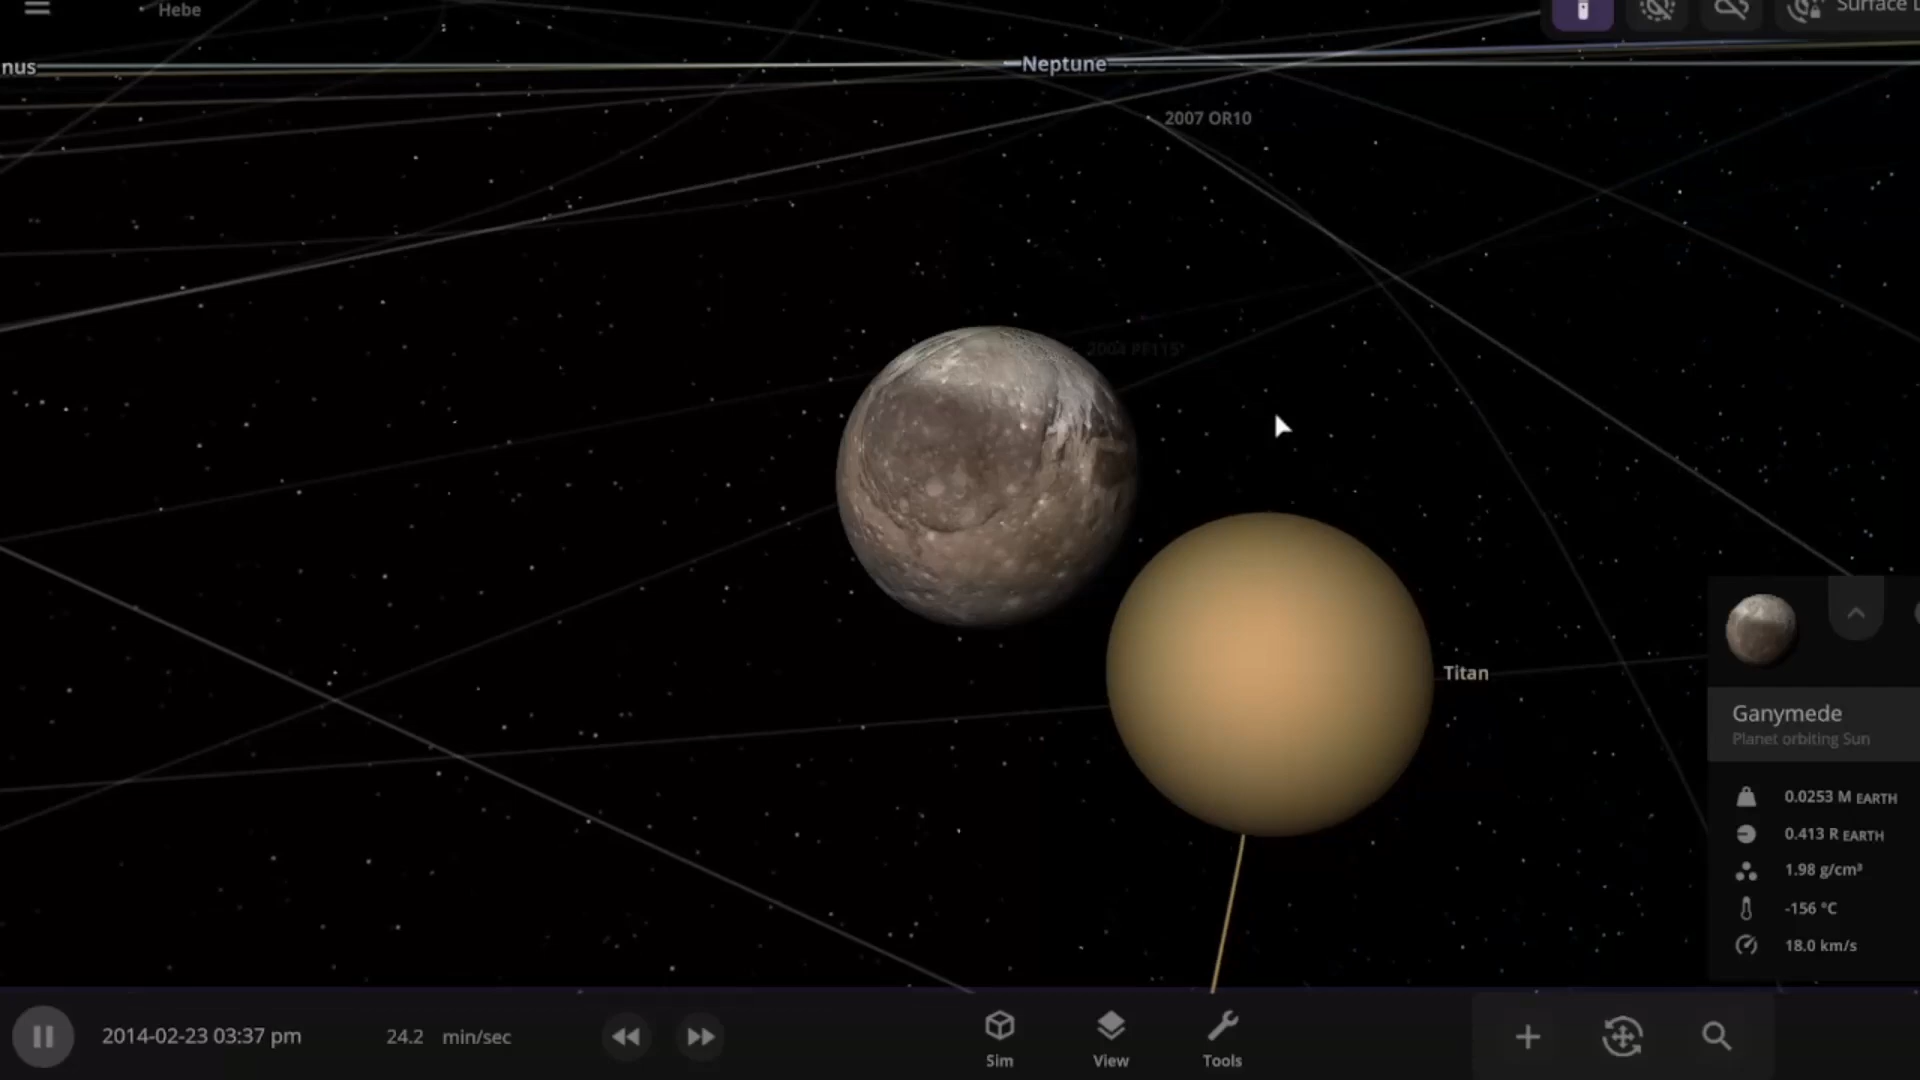 Hebe
Surface
nus
Neptune
2007 OR10
Titan
Ganymede
Planet orbiting Sun
0.0253 M EARTH
0.413 R EARTH
1.98 g/cm³
-156 °C
18.0 km/s
2014-02-23 03:37 pm
24.2 min/sec
Sim
View
Tools